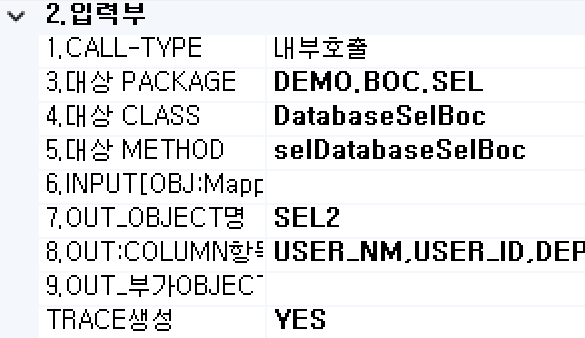 2.입력부
1.CALL-TYPE 내부호출
3.대상 PACKAGE DEMO.BOC.SEL
4.대상 CLASS DatabaseSelBoc
5.대상 METHOD selDatabaseSelBoc
6.INPUT[OBJ:Mapp
7.OUT_OBJECT명 SEL2
8.OUT:COLUMN항목 USER_NM,USER_ID,DEP
9.OUT_부가OBJECT
TRACE생성 YES